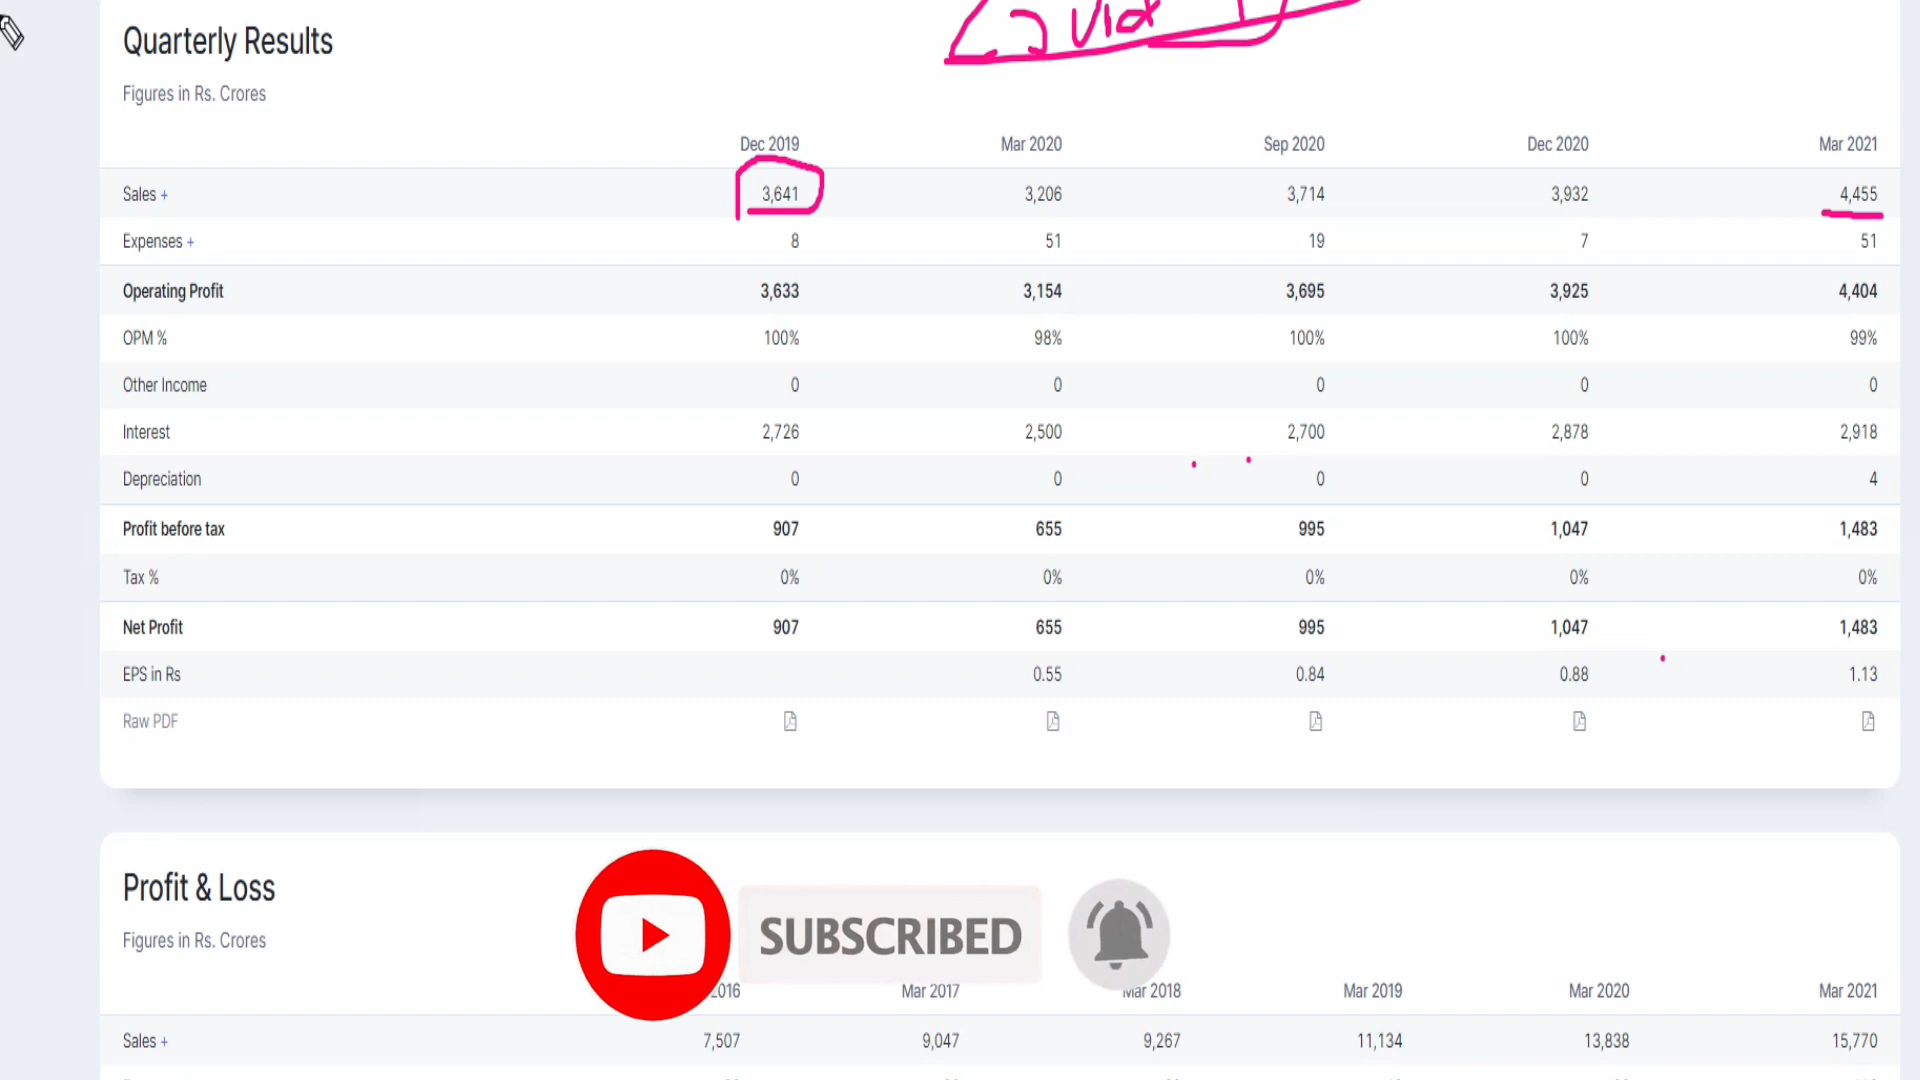 Quarterly Results
Figures in Rs. Crores
Dec 2019 Mar 2020 Sep 2020 Dec 2020 Mar 2021
Sales + 3,641 3,206 3,714 3,932 4,455
Expenses + 8 51 19 7 51
Operating Profit 3,633 3,154 3,695 3,925 4,404
OPM % 100% 98% 100% 100% 99%
Other Income 0 0 0 0 0
Interest 2,726 2,500 2,700 2,878 2,918
Depreciation 0 0 0 0 4
Profit before tax 907 655 995 1,047 1,483
Tax % 0% 0% 0% 0% 0%
Net Profit 907 655 995 1,047 1,483
EPS in Rs 0.55 0.84 0.88 1.13
Raw PDF
Profit & Loss
SUBSCRIBED
Figures in Rs. Crores
2016 Mar 2017 Mar 2018 Mar 2019 Mar 2020 Mar 2021
Sales + 7,507 9,047 9,267 11,134 13,838 15,770